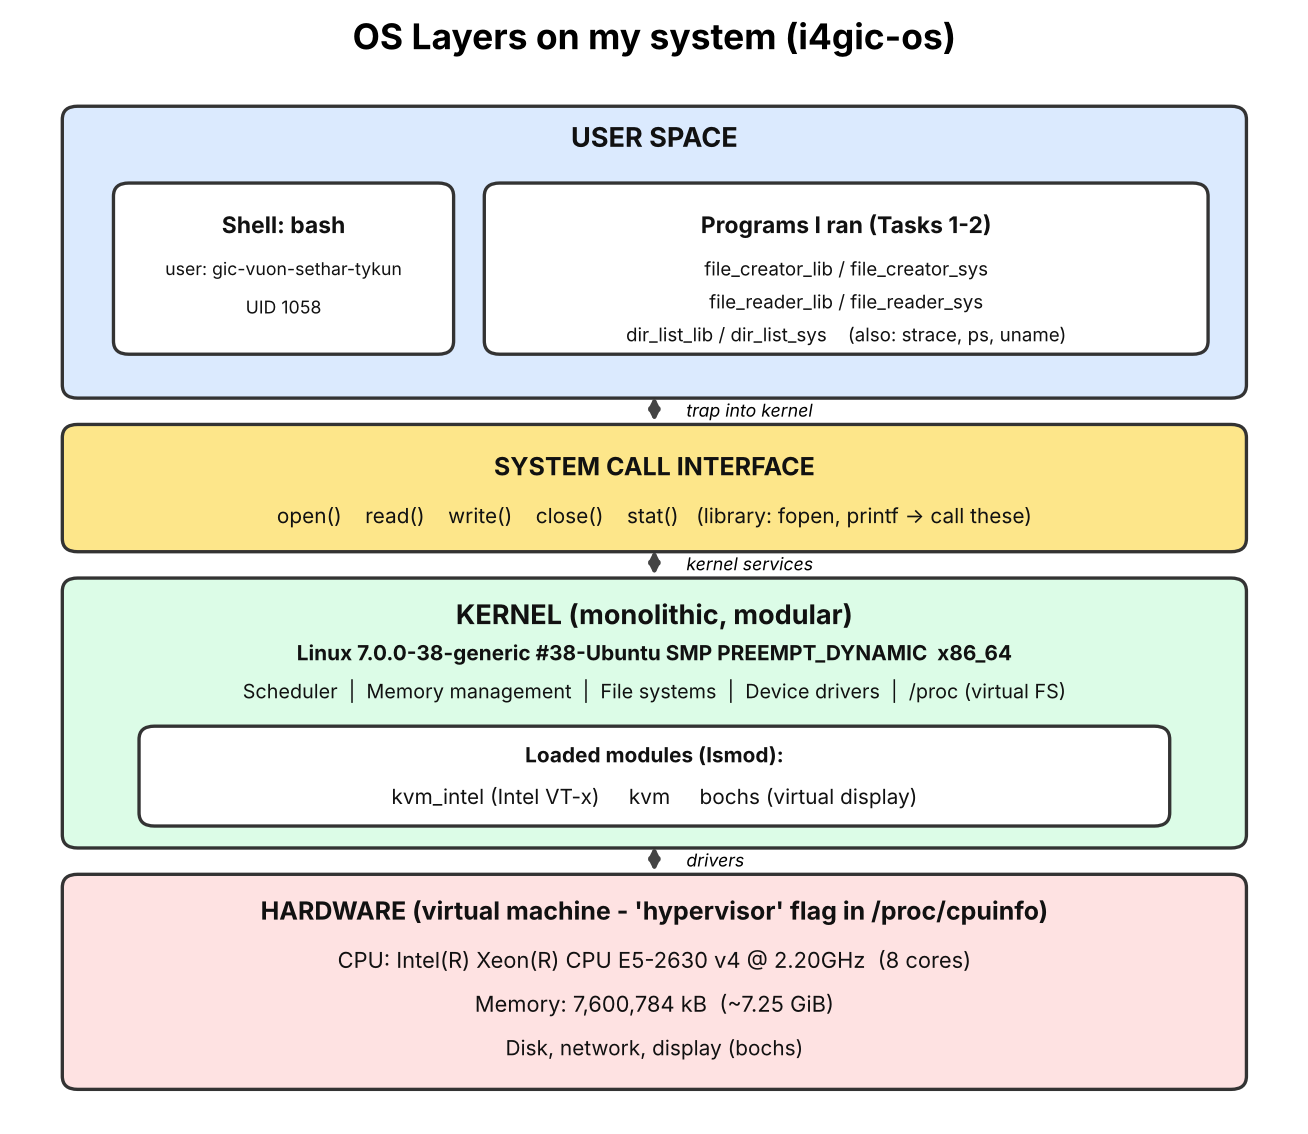 OS Layers on my system (i4gic-os)
USER SPACE
Shell: bash
user: gic-vuon-sethar-tykun
UID 1058
Programs I ran (Tasks 1-2)
file_creator_lib / file_creator_sys
file_reader_lib / file_reader_sys
dir_list_lib / dir_list_sys (also: strace, ps, uname)
trap into kernel
SYSTEM CALL INTERFACE
open() read() write() close() stat() (library: fopen, printf → call these)
kernel services
KERNEL (monolithic, modular)
Linux 7.0.0-38-generic #38-Ubuntu SMP PREEMPT_DYNAMIC x86_64
Scheduler | Memory management | File systems | Device drivers | /proc (virtual FS)
Loaded modules (lsmod):
kvm_intel (Intel VT-x) kvm bochs (virtual display)
drivers
HARDWARE (virtual machine - 'hypervisor' flag in /proc/cpuinfo)
CPU: Intel(R) Xeon(R) CPU E5-2630 v4 @ 2.20GHz (8 cores)
Memory: 7,600,784 kB (~7.25 GiB)
Disk, network, display (bochs)